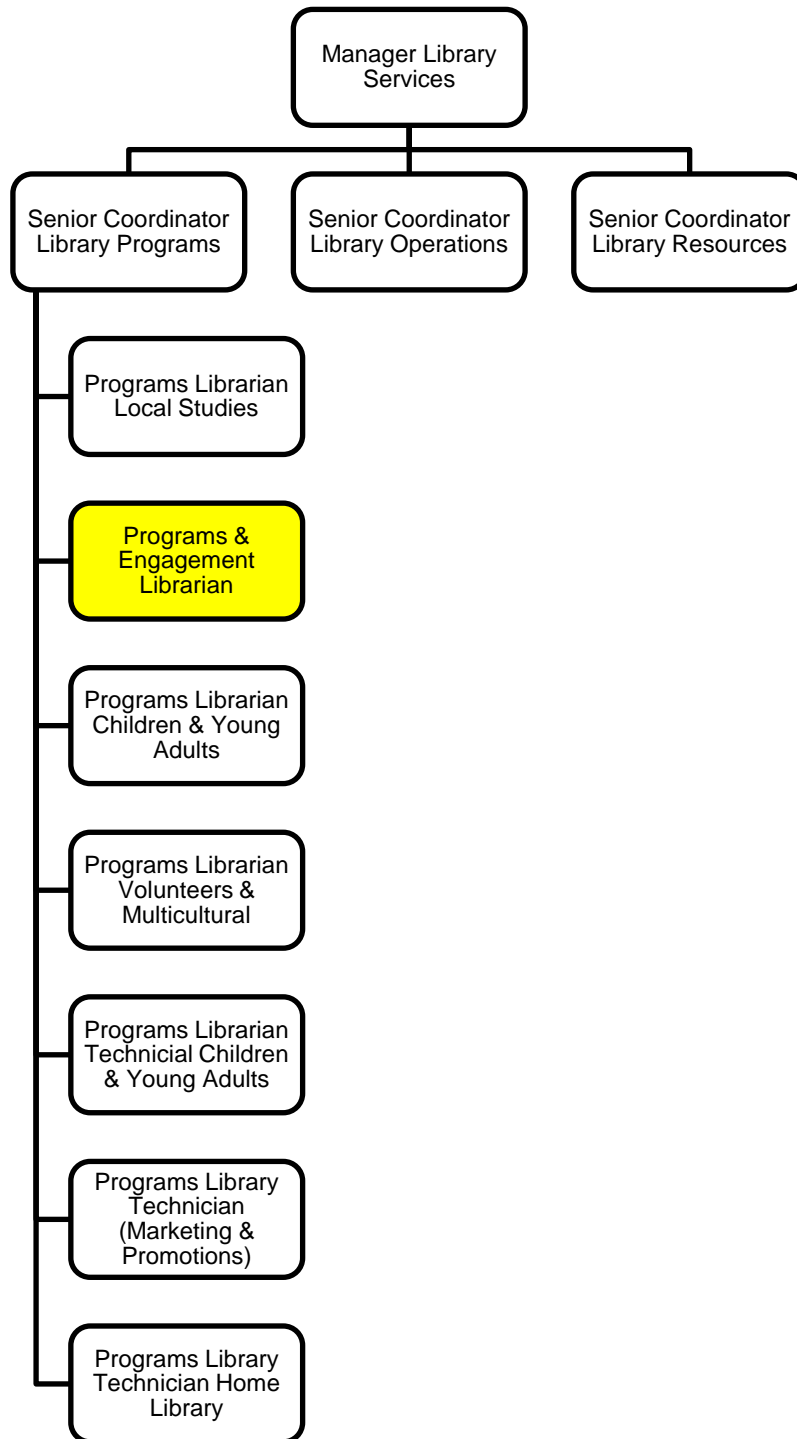 Manager Library
Services
Senior Coordinator
Library Programs
Senior Coordinator
Library Operations
Senior Coordinator
Library Resources
Programs Librarian
Local Studies
Programs &
Engagement
Librarian
Programs Librarian
Children & Young
Adults
Programs Librarian
Volunteers &
Multicultural
Programs Librarian
Technicial Children
& Young Adults
Programs Library
Technician
(Marketing &
Promotions)
Programs Library
Technician Home
Library